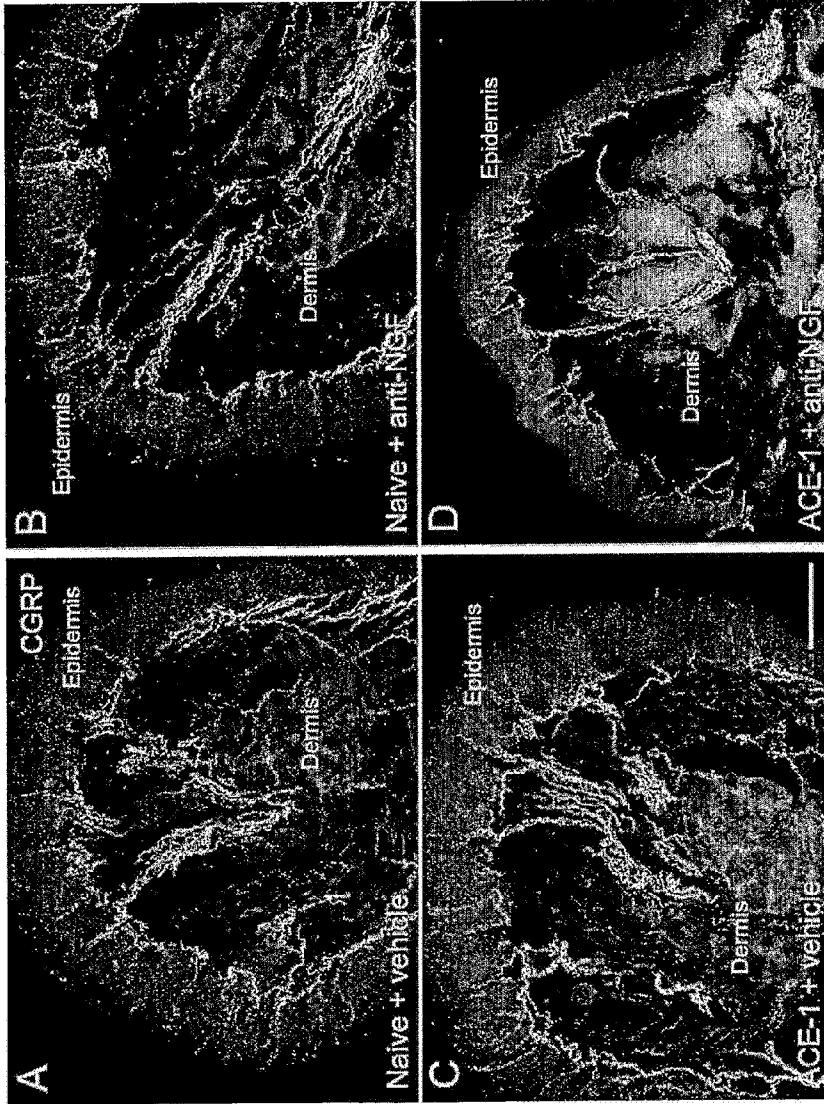 A
CGRP
Epidermis
Dermis
Naive + vehicle
B
Epidermis
Dermis
Naive + anti-NGF
C
Epidermis
Dermis
ACE-1 + vehicle
D
Epidermis
Dermis
ACE-1 + anti-NGF